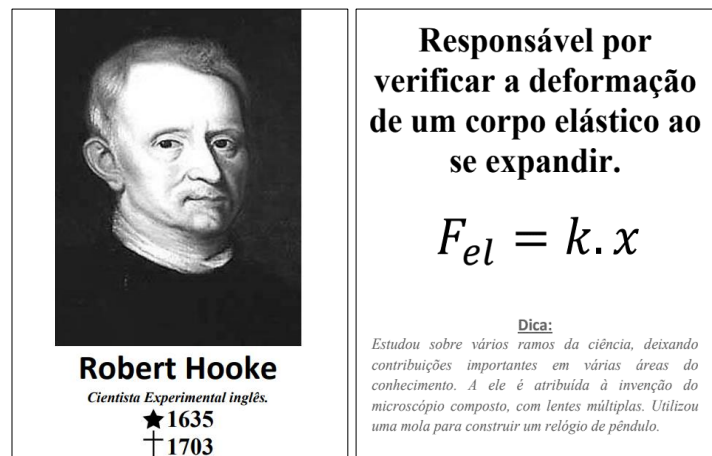 Robert Hooke
Cientista Experimental inglês.
★1635
†1703
Responsável por
verificar a deformação
de um corpo elástico ao
se expandir.
F_{el} = k.x
Dica:
Estudou sobre vários ramos da ciência, deixando
contribuições importantes em várias áreas do
conhecimento. A ele é atribuída à invenção do
microscópio composto, com lentes múltiplas. Utilizou
uma mola para construir um relógio de pêndulo.